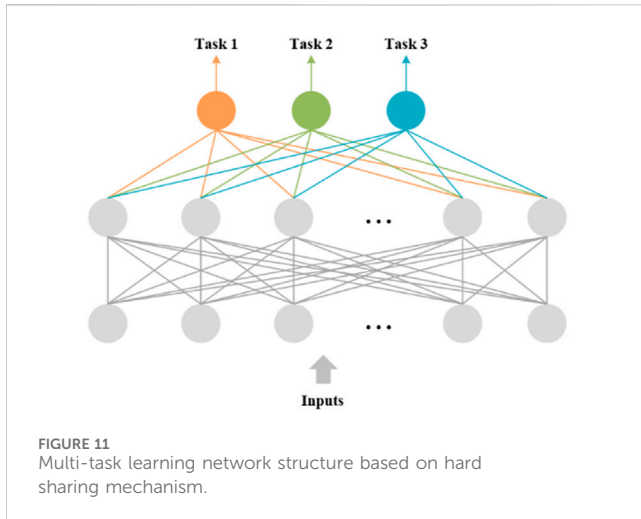 Task 1 Task 2 Task 3
...
...
Inputs
FIGURE 11
Multi-task learning network structure based on hard
sharing mechanism.